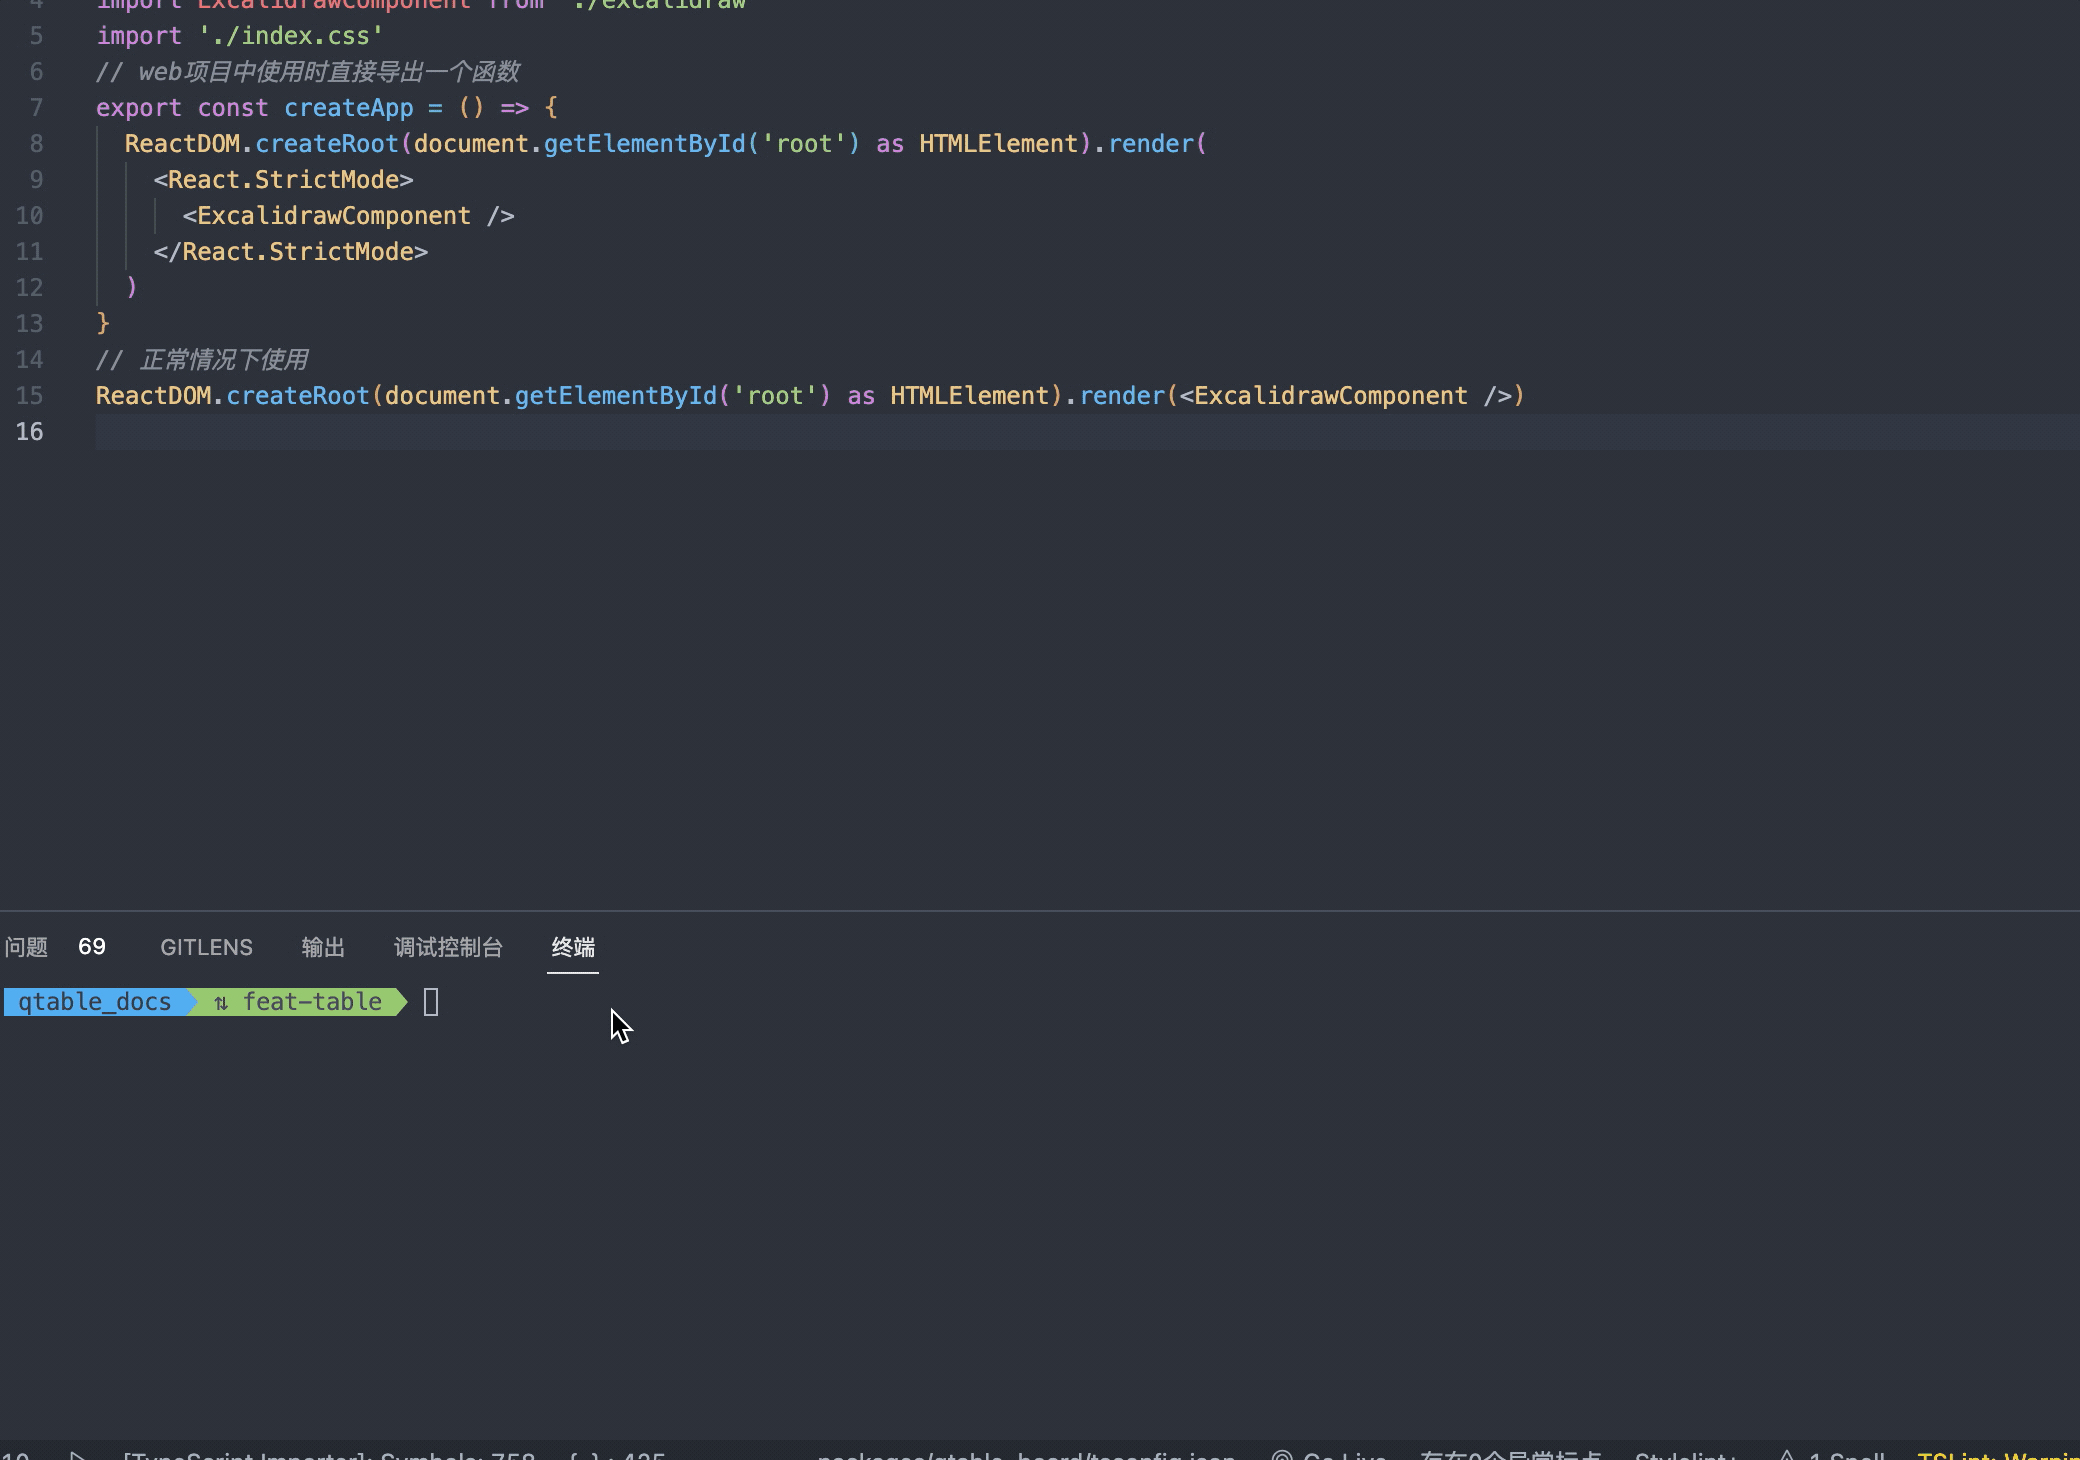 4 import ExcalidrawComponent from './excalidraw'
5 import './index.css'
6 // web项目中使用时直接导出一个函数
7 export const createApp = () => {
8 ReactDOM.createRoot(document.getElementById('root') as HTMLElement).render(
9 <React.StrictMode>
10 <ExcalidrawComponent />
11 </React.StrictMode>
12 )
13 }
14 // 正常情况下使用
15 ReactDOM.createRoot(document.getElementById('root') as HTMLElement).render(<ExcalidrawComponent />)
16
问题 69 GITLENS 输出 调试控制台 终端
qtable_docs ⇅ feat-table
[TypeScript Importer]: Symbols: 758 { } : 435 packages/qtable_board/tsconfig.json Go Live 存在0个异常标点 Stylelint+ 1 Spell TSLint: Warnin